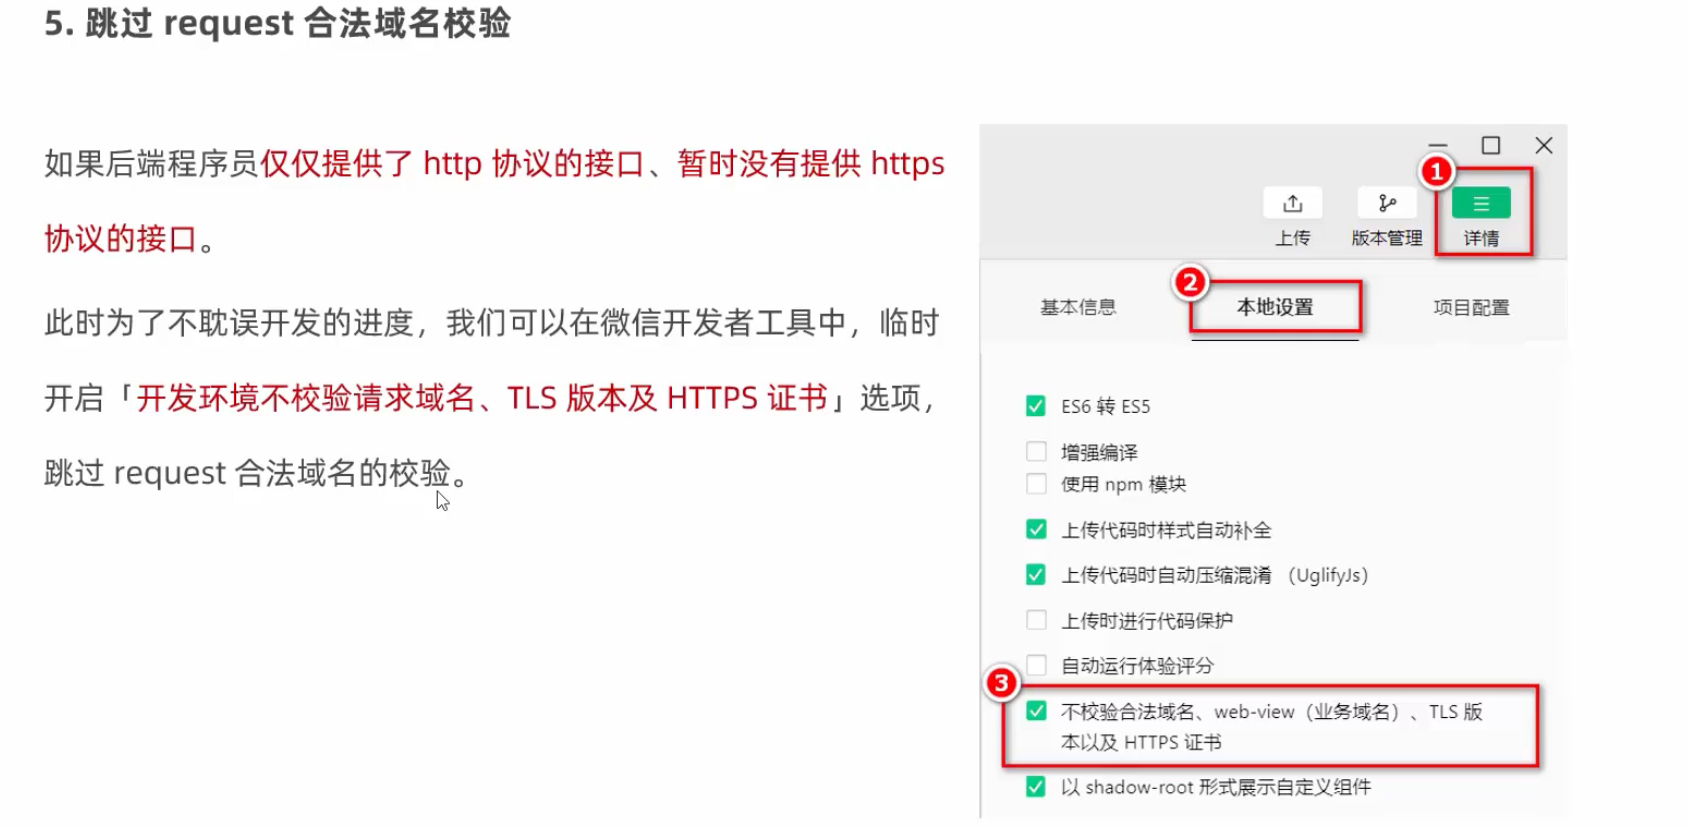 5. 跳过 request 合法域名校验
如果后端程序员仅仅提供了 http 协议的接口、暂时没有提供 https
协议的接口。
此时为了不耽误开发的进度，我们可以在微信开发者工具中，临时
开启「开发环境不校验请求域名、TLS 版本及 HTTPS 证书」选项，
跳过 request 合法域名的校验。
1
上传 版本管理 详情
2
基本信息 本地设置 项目配置
ES6 转 ES5
增强编译
使用 npm 模块
上传代码时样式自动补全
上传代码时自动压缩混淆 （UglifyJs）
上传时进行代码保护
自动运行体验评分
3
不校验合法域名、web-view（业务域名）、TLS 版
本以及 HTTPS 证书
以 shadow-root 形式展示自定义组件